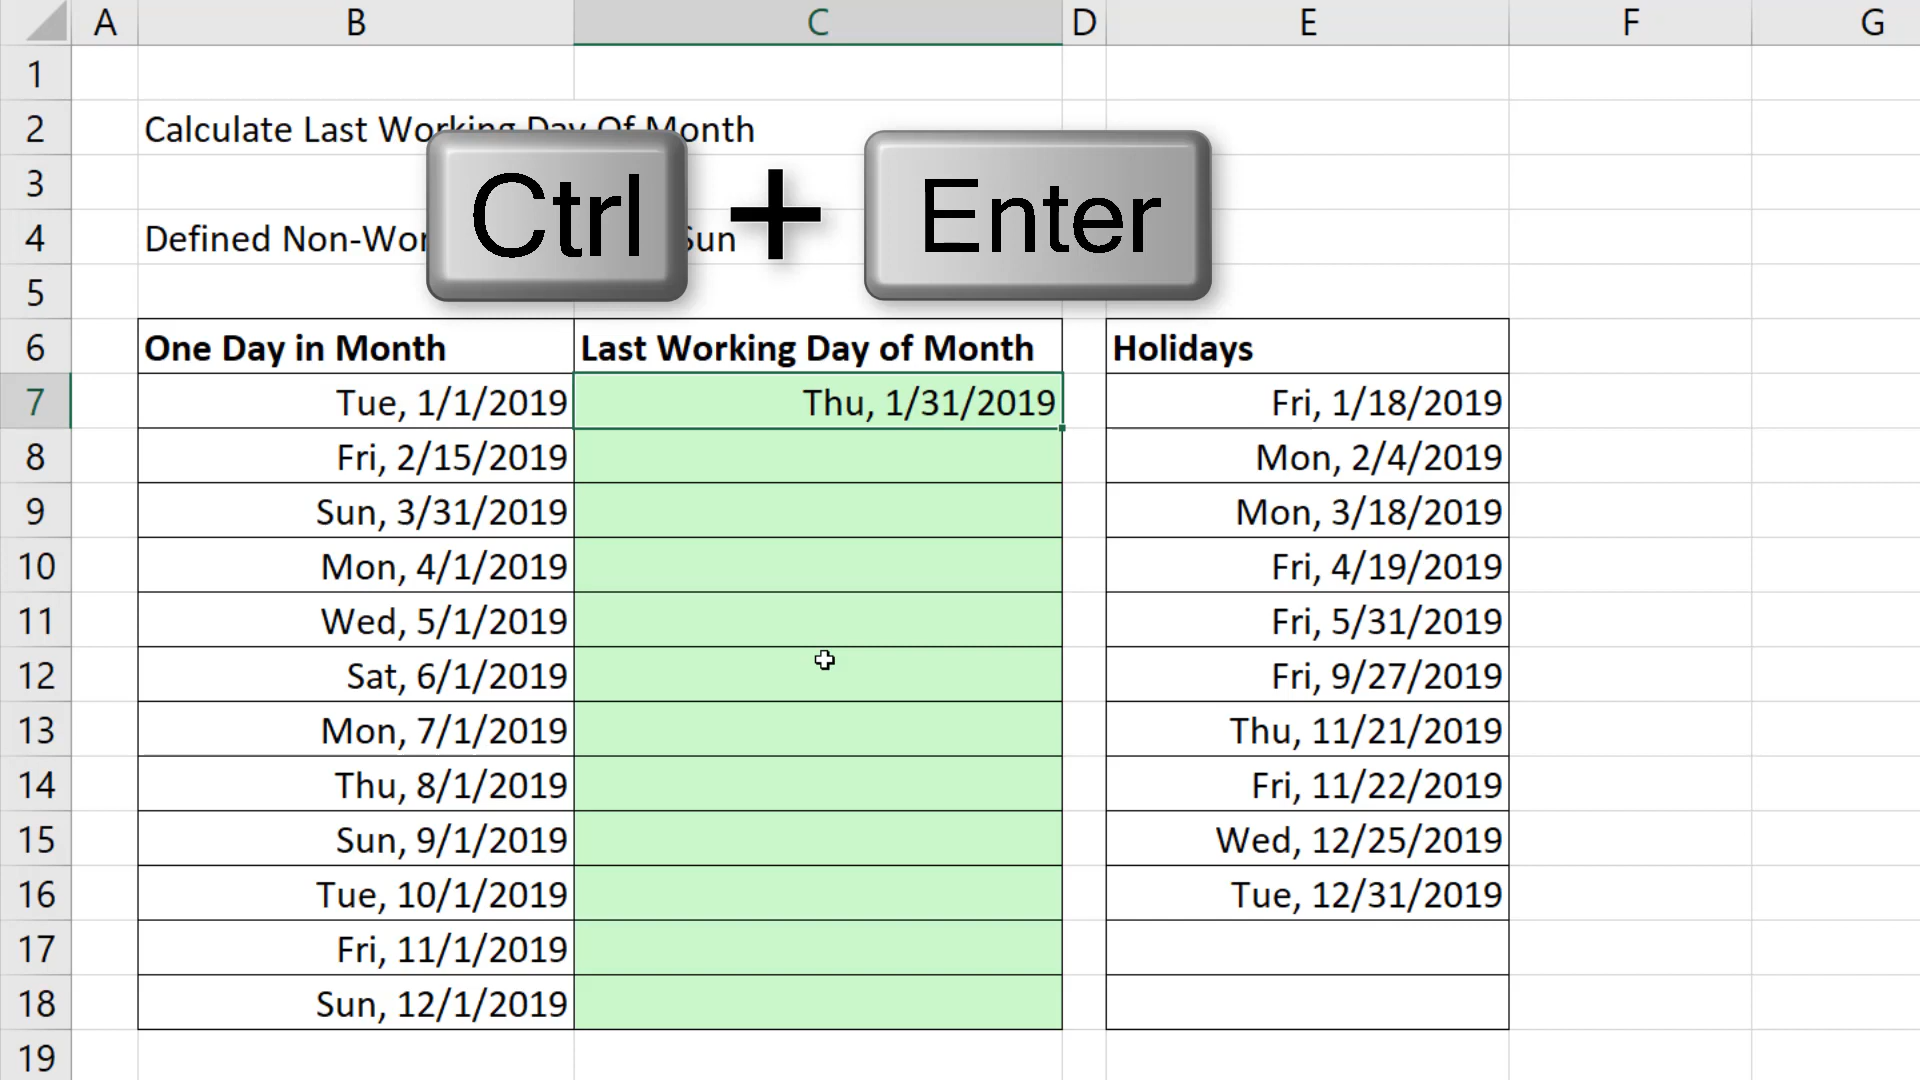 A B C D E F G
1
2 Calculate Last Working Day Of Month
3
4 Defined Non-Wor Sun
Ctrl + Enter
5
6 One Day in Month Last Working Day of Month Holidays
7 Tue, 1/1/2019 Thu, 1/31/2019 Fri, 1/18/2019
8 Fri, 2/15/2019 Mon, 2/4/2019
9 Sun, 3/31/2019 Mon, 3/18/2019
10 Mon, 4/1/2019 Fri, 4/19/2019
11 Wed, 5/1/2019 Fri, 5/31/2019
12 Sat, 6/1/2019 Fri, 9/27/2019
13 Mon, 7/1/2019 Thu, 11/21/2019
14 Thu, 8/1/2019 Fri, 11/22/2019
15 Sun, 9/1/2019 Wed, 12/25/2019
16 Tue, 10/1/2019 Tue, 12/31/2019
17 Fri, 11/1/2019
18 Sun, 12/1/2019
19